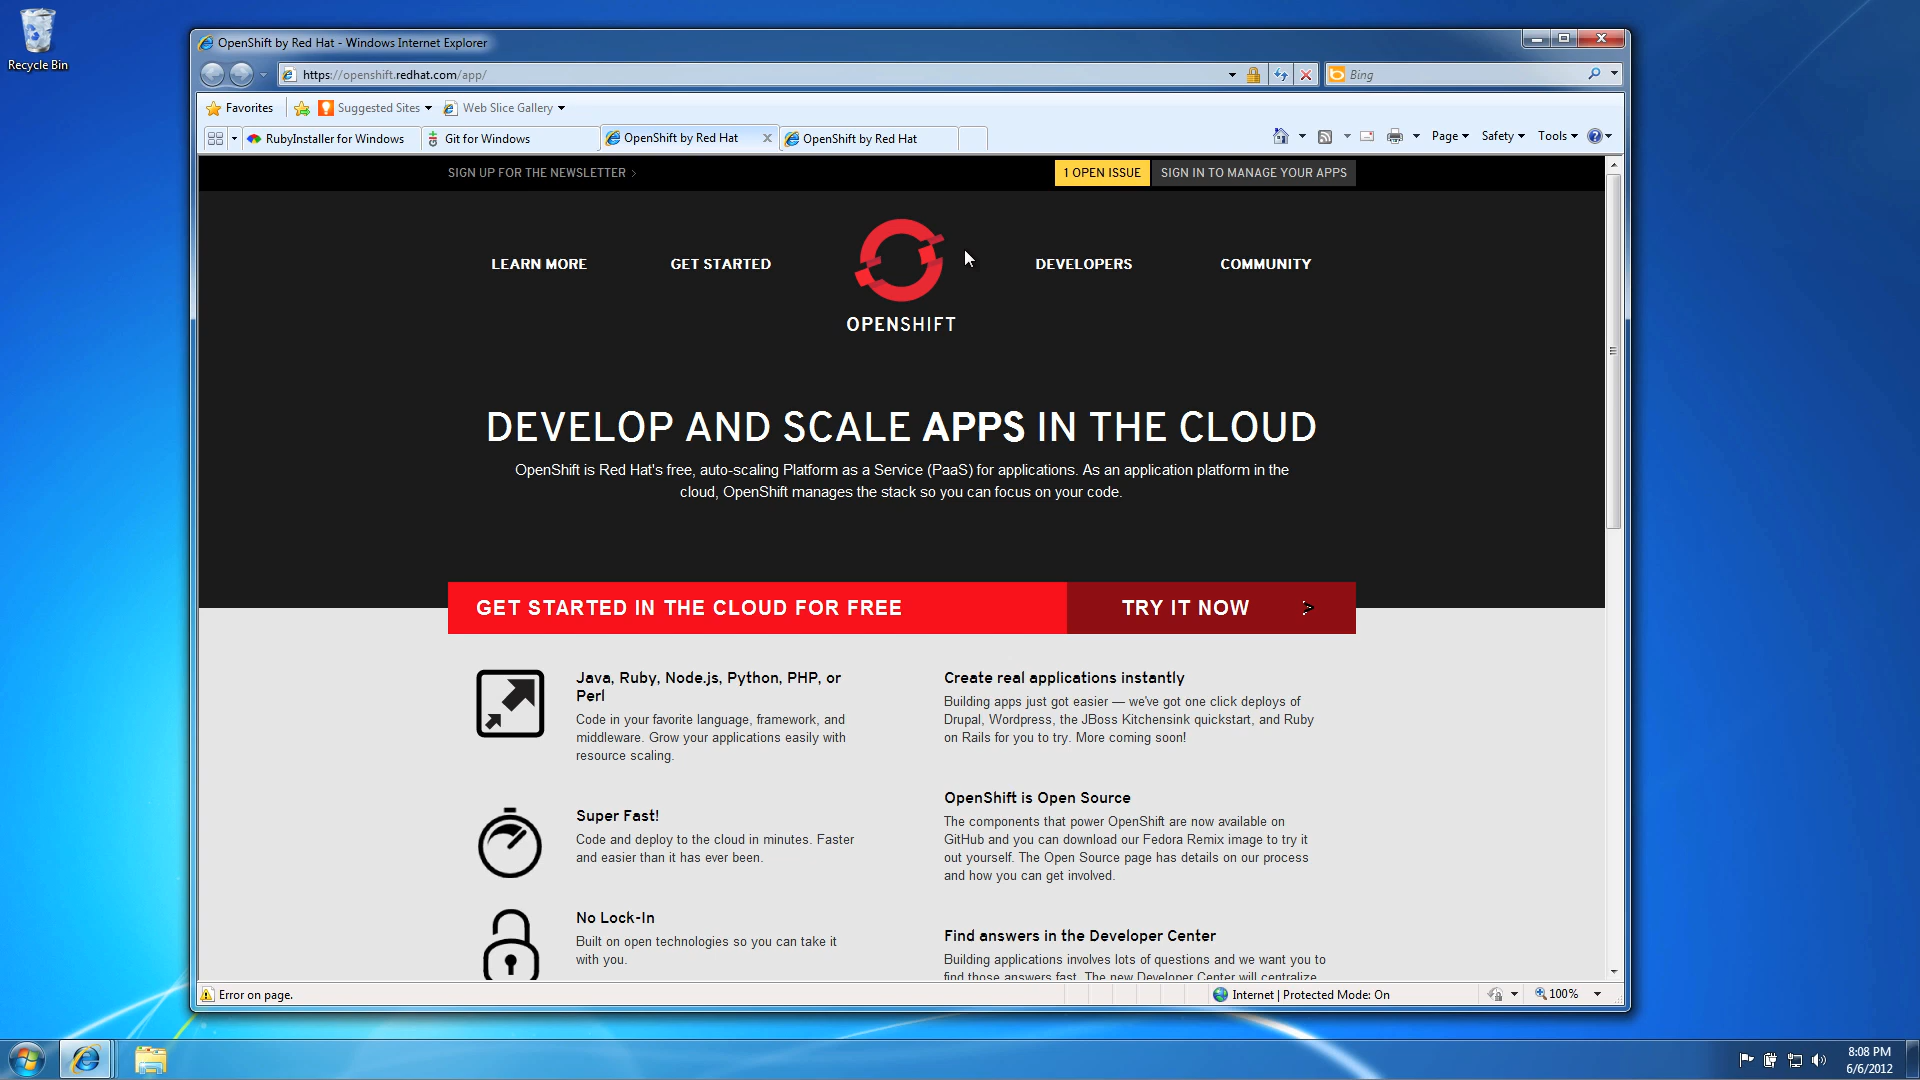 Recycle Bin
OpenShift by Red Hat - Windows Internet Explorer
https://openshift.redhat.com/app/
Bing
Favorites
Suggested Sites
Web Slice Gallery
RubyInstaller for Windows
Git for Windows
OpenShift by Red Hat
OpenShift by Red Hat
Page
Safety
Tools
SIGN UP FOR THE NEWSLETTER >
1 OPEN ISSUE
SIGN IN TO MANAGE YOUR APPS
LEARN MORE
GET STARTED
OPENSHIFT
DEVELOPERS
COMMUNITY
DEVELOP AND SCALE APPS IN THE CLOUD
OpenShift is Red Hat's free, auto-scaling Platform as a Service (PaaS) for applications. As an application platform in the
cloud, OpenShift manages the stack so you can focus on your code.
GET STARTED IN THE CLOUD FOR FREE
TRY IT NOW >
Java, Ruby, Node.js, Python, PHP, or
Perl
Code in your favorite language, framework, and
middleware. Grow your applications easily with
resource scaling.
Super Fast!
Code and deploy to the cloud in minutes. Faster
and easier than it has ever been.
No Lock-In
Built on open technologies so you can take it
with you.
Create real applications instantly
Building apps just got easier — we've got one click deploys of
Drupal, Wordpress, the JBoss Kitchensink quickstart, and Ruby
on Rails for you to try. More coming soon!
OpenShift is Open Source
The components that power OpenShift are now available on
GitHub and you can download our Fedora Remix image to try it
out yourself. The Open Source page has details on our process
and how you can get involved.
Find answers in the Developer Center
Building applications involves lots of questions and we want you to
find those answers fast. The new Developer Center will centralize
Error on page.
Internet | Protected Mode: On
100%
8:08 PM
6/6/2012